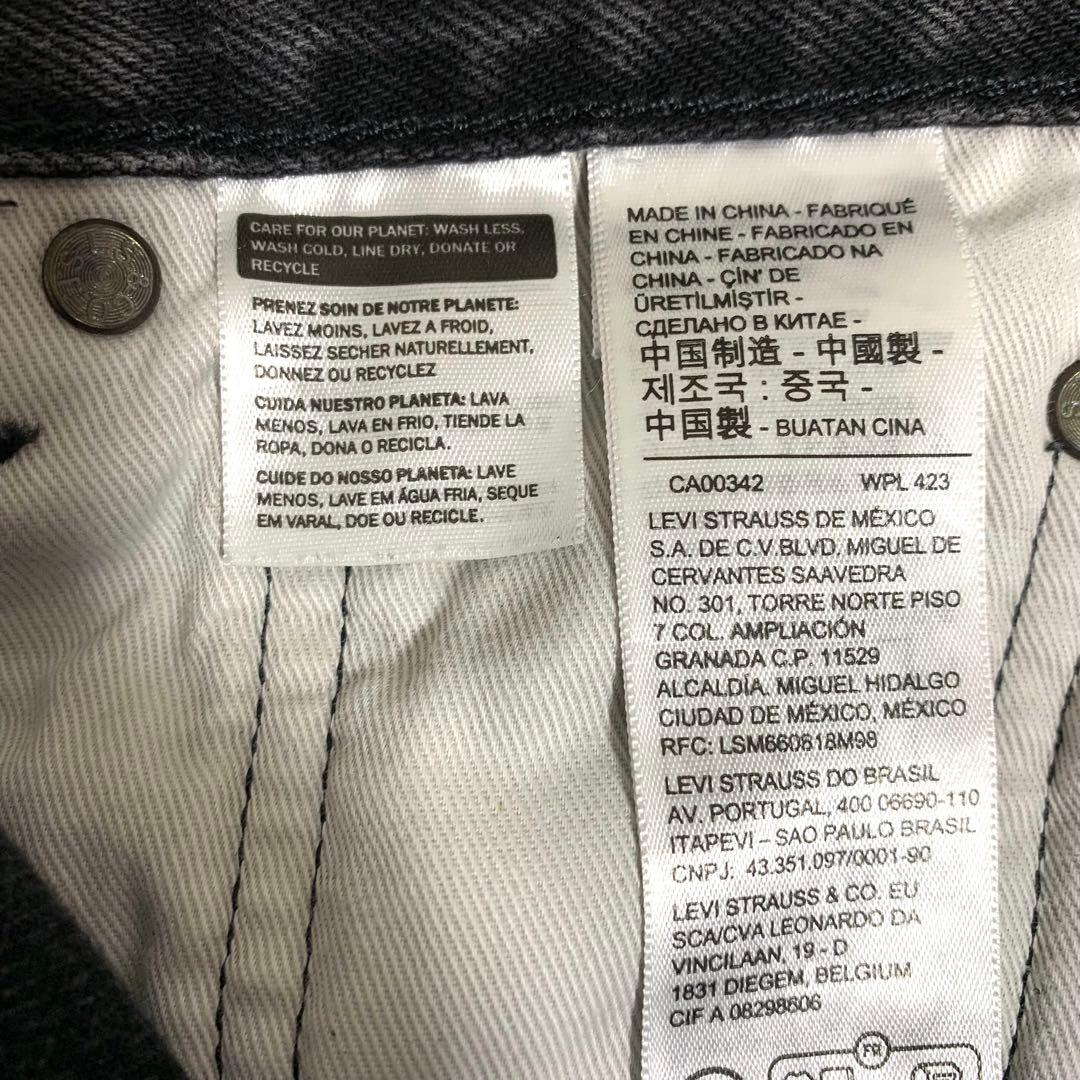 CARE FOR OUR PLANET: WASH LESS,
WASH COLD, LINE DRY, DONATE OR
RECYCLE
PRENEZ SOIN DE NOTRE PLANETE:
LAVEZ MOINS, LAVEZ A FROID,
LAISSEZ SECHER NATURELLEMENT,
DONNEZ OU RECYCLEZ
CUIDA NUESTRO PLANETA: LAVA
MENOS, LAVA EN FRIO, TIENDE LA
ROPA, DONA O RECICLA.
CUIDE DO NOSSO PLANETA: LAVE
MENOS, LAVE EM ÁGUA FRIA, SEQUE
EM VARAL, DOE OU RECICLE.
MADE IN CHINA - FABRIQUÉ
EN CHINE - FABRICADO EN
CHINA - FABRICADO NA
CHINA - ÇİN' DE
ÜRETİLMİŞTİR -
СДЕЛАНО В КИТАЕ -
中国制造 - 中國製 -
제조국 : 중국 -
中国製 - BUATAN CINA
CA00342 WPL 423
LEVI STRAUSS DE MÉXICO
S.A. DE C.V.BLVD. MIGUEL DE
CERVANTES SAAVEDRA
NO. 301, TORRE NORTE PISO
7 COL. AMPLIACIÓN
GRANADA C.P. 11529
ALCALDÍA. MIGUEL HIDALGO
CIUDAD DE MÉXICO, MÉXICO
RFC: LSM660818M98
LEVI STRAUSS DO BRASIL
AV. PORTUGAL, 400 06690-110
ITAPEVI – SAO PAULO BRASIL
CNPJ: 43.351.097/0001-90
LEVI STRAUSS & CO. EU
SCA/CVA LEONARDO DA
VINCILAAN, 19 - D
1831 DIEGEM, BELGIUM
CIF A 08298606
FR